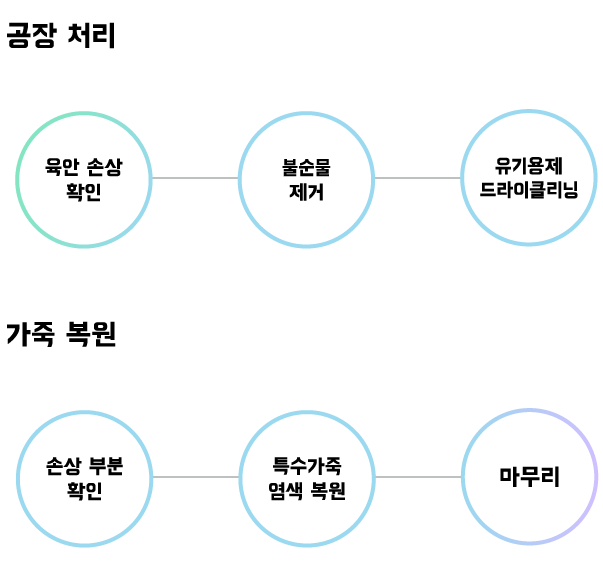 공장 처리
육안 손상
확인
불순물
제거
유기용제
드라이클리닝
가죽 복원
손상 부분
확인
특수가죽
염색 복원
마무리